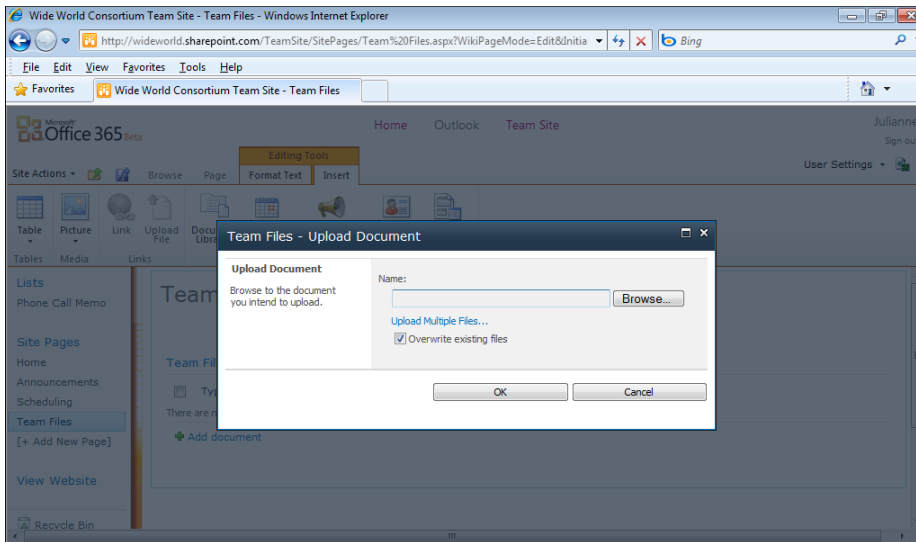 Wide World Consortium Team Site - Team Files - Windows Internet Explorer
http://wideworld.sharepoint.com/TeamSite/SitePages/Team%20Files.aspx?WikiPageMode=Edit&Initia
Bing
File Edit View Favorites Tools Help
Favorites Wide World Consortium Team Site - Team Files
Microsoft
Office 365 Beta
Home Outlook Team Site
Julianne
Sign ou
Editing Tools
Site Actions Browse Page Format Text Insert
User Settings
Table Picture Link Upload File Docu Libra
Tables Media Links
Team Files - Upload Document
Upload Document
Browse to the document
you intend to upload.
Name:
Browse...
Upload Multiple Files...
Overwrite existing files
OK Cancel
Lists
Phone Call Memo
Site Pages
Home
Announcements
Scheduling
Team Files
[+ Add New Page]
View Website
Recycle Bin
Team
Team Fil
Typ
There are n
Add document